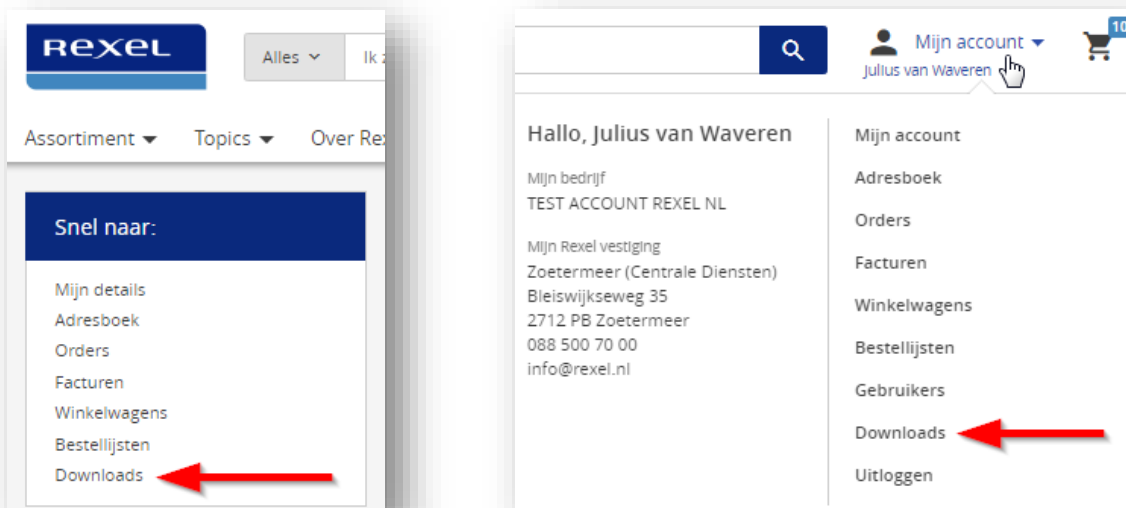 Rexel
Alles
Ik
Assortiment
Topics
Over Re
Snel naar:
Mijn details
Adresboek
Orders
Facturen
Winkelwagens
Bestellijsten
Downloads
Mijn account
10
Julius van Waveren
Hallo, Julius van Waveren
Mijn bedrijf
TEST ACCOUNT REXEL NL
Mijn Rexel vestiging
Zoetermeer (Centrale Diensten)
Bleiswijkseweg 35
2712 PB Zoetermeer
088 500 70 00
info@rexel.nl
Mijn account
Adresboek
Orders
Facturen
Winkelwagens
Bestellijsten
Gebruikers
Downloads
Uitloggen